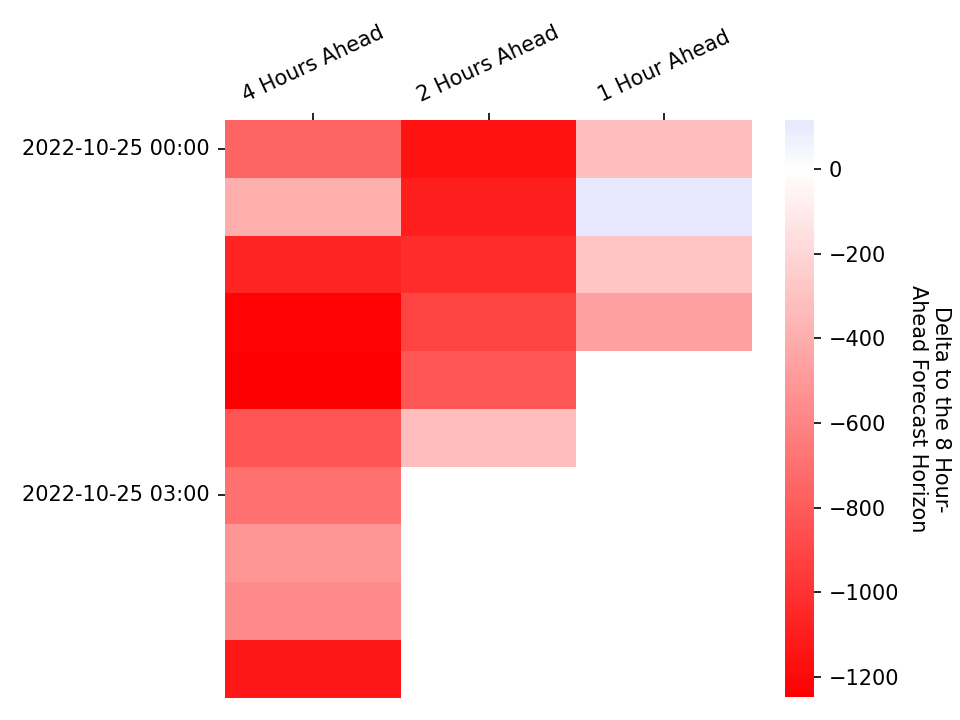 4 Hours Ahead
2 Hours Ahead
1 Hour Ahead
2022-10-25 00:00
2022-10-25 03:00
0
−200
−400
−600
−800
−1000
−1200
Delta to the 8 Hour-
Ahead Forecast Horizon